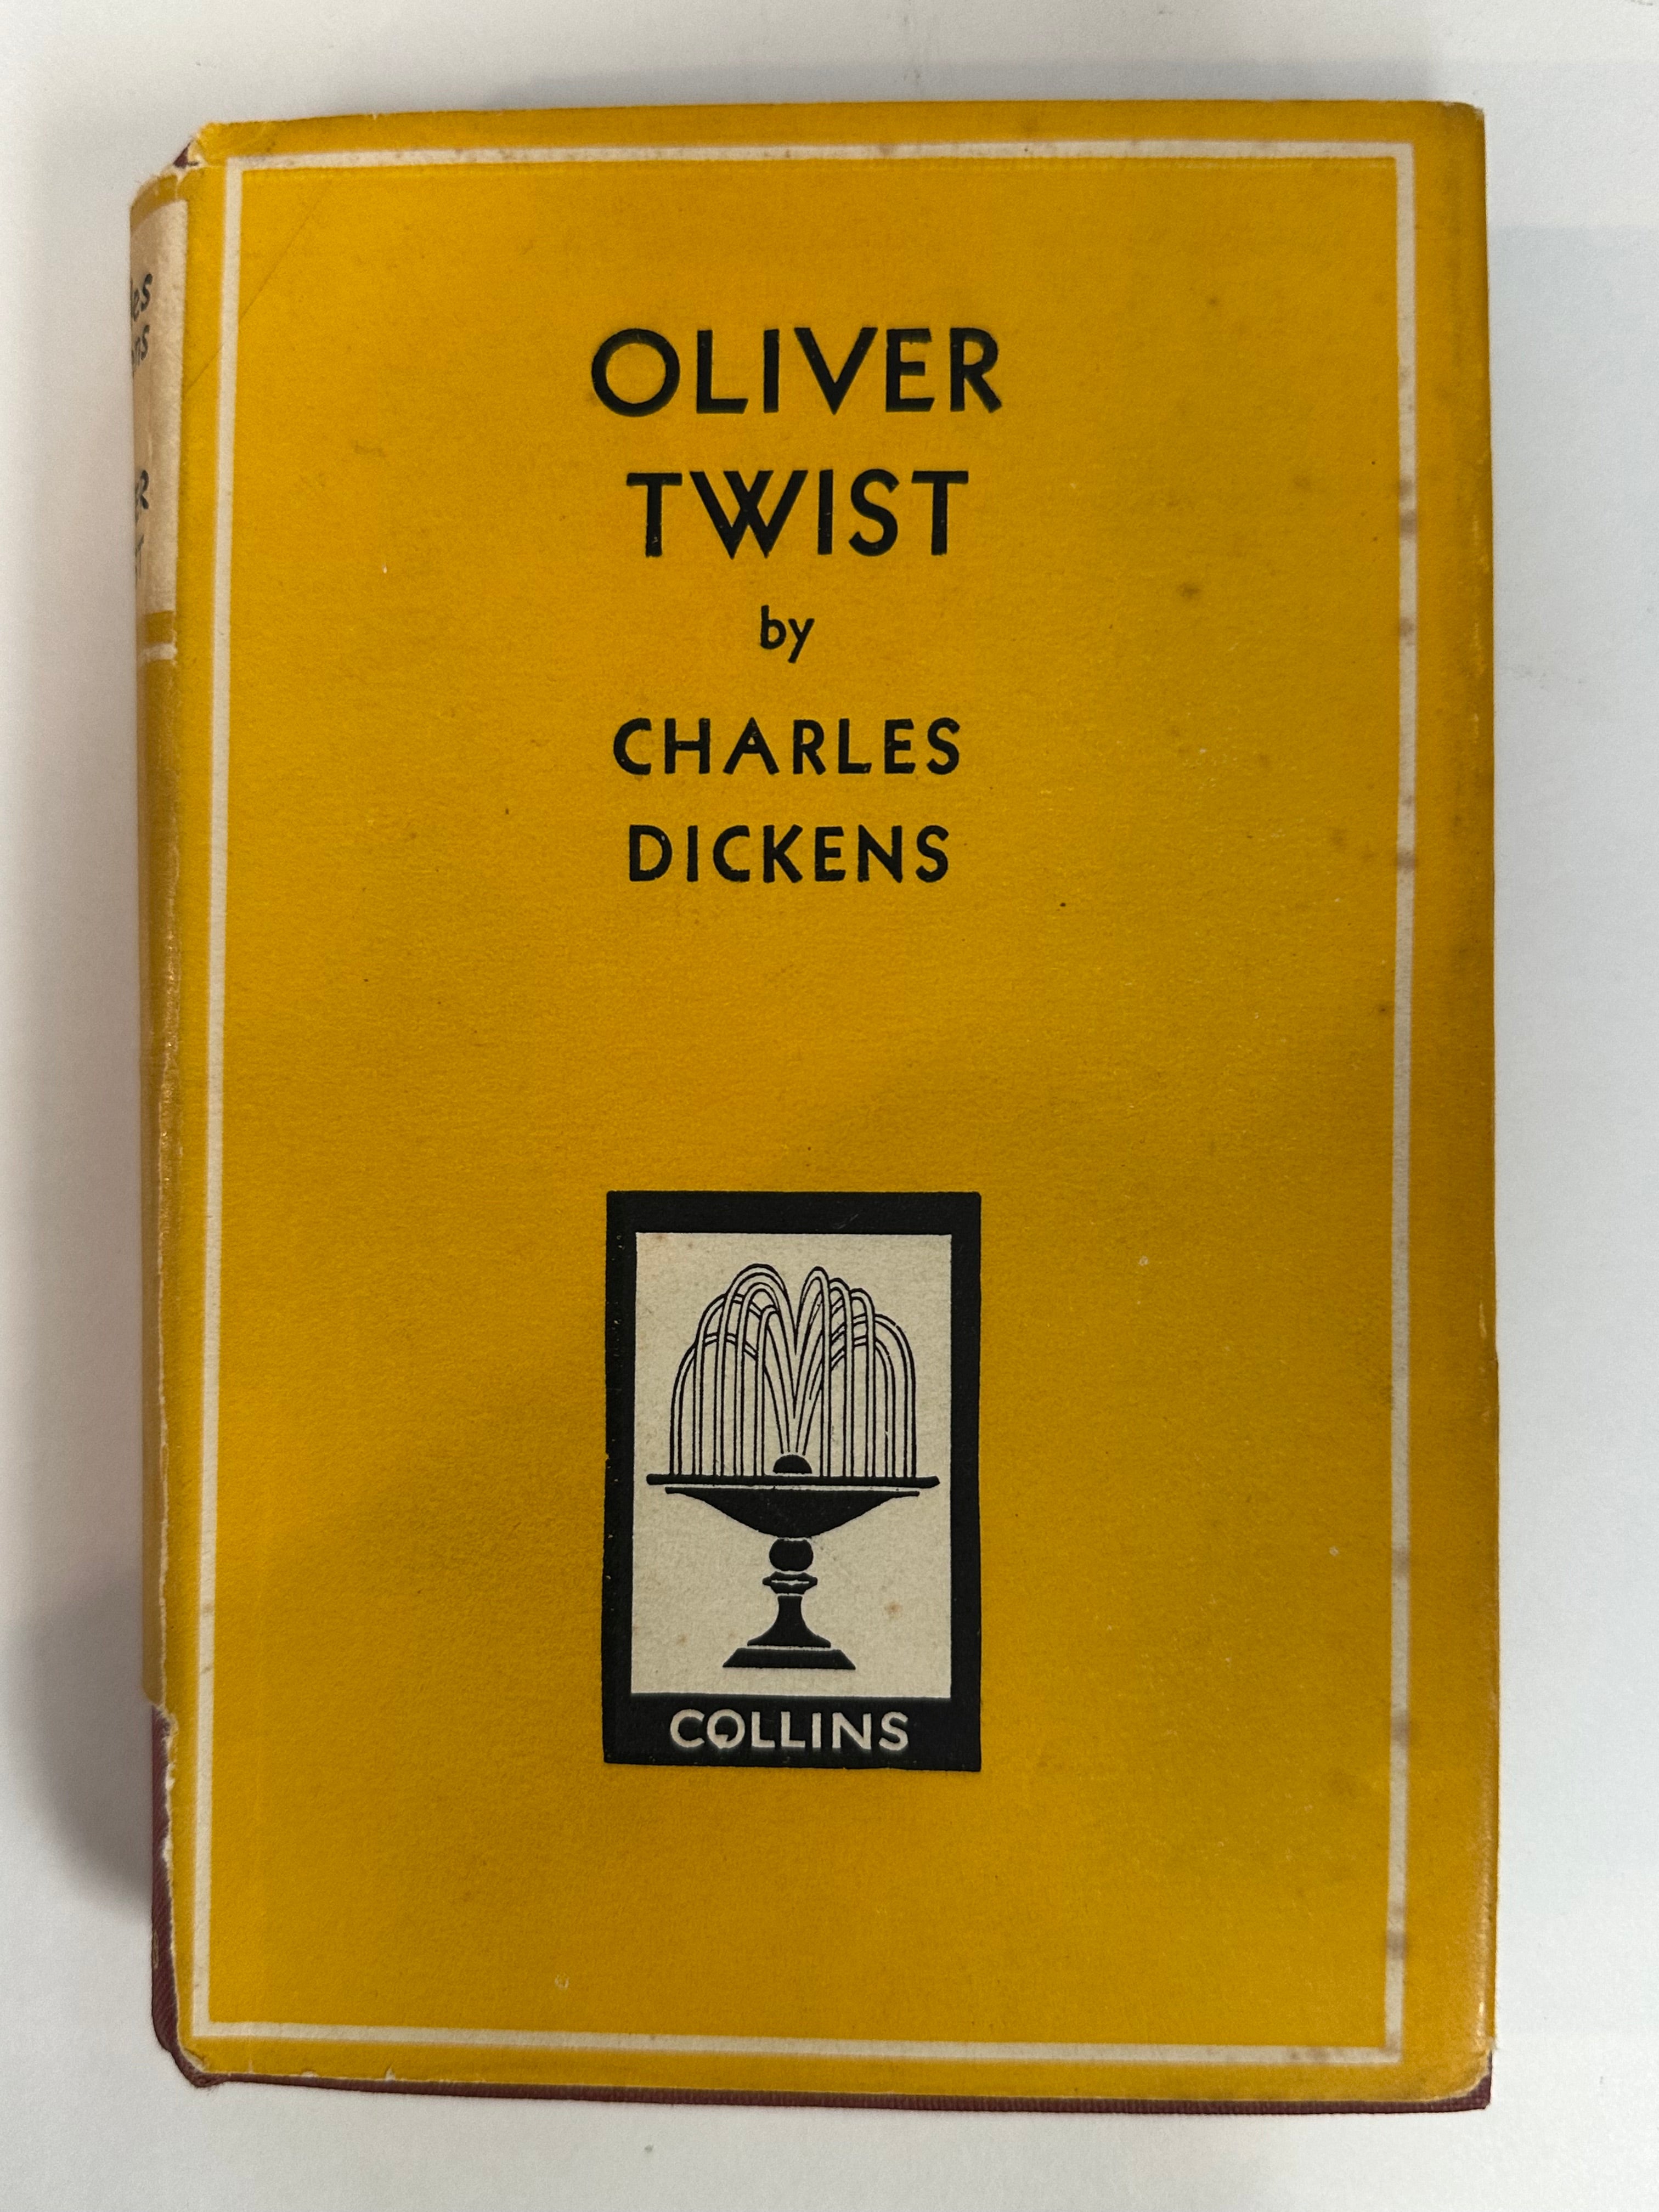 OLIVER
TWIST
by
CHARLES
DICKENS
COLLINS